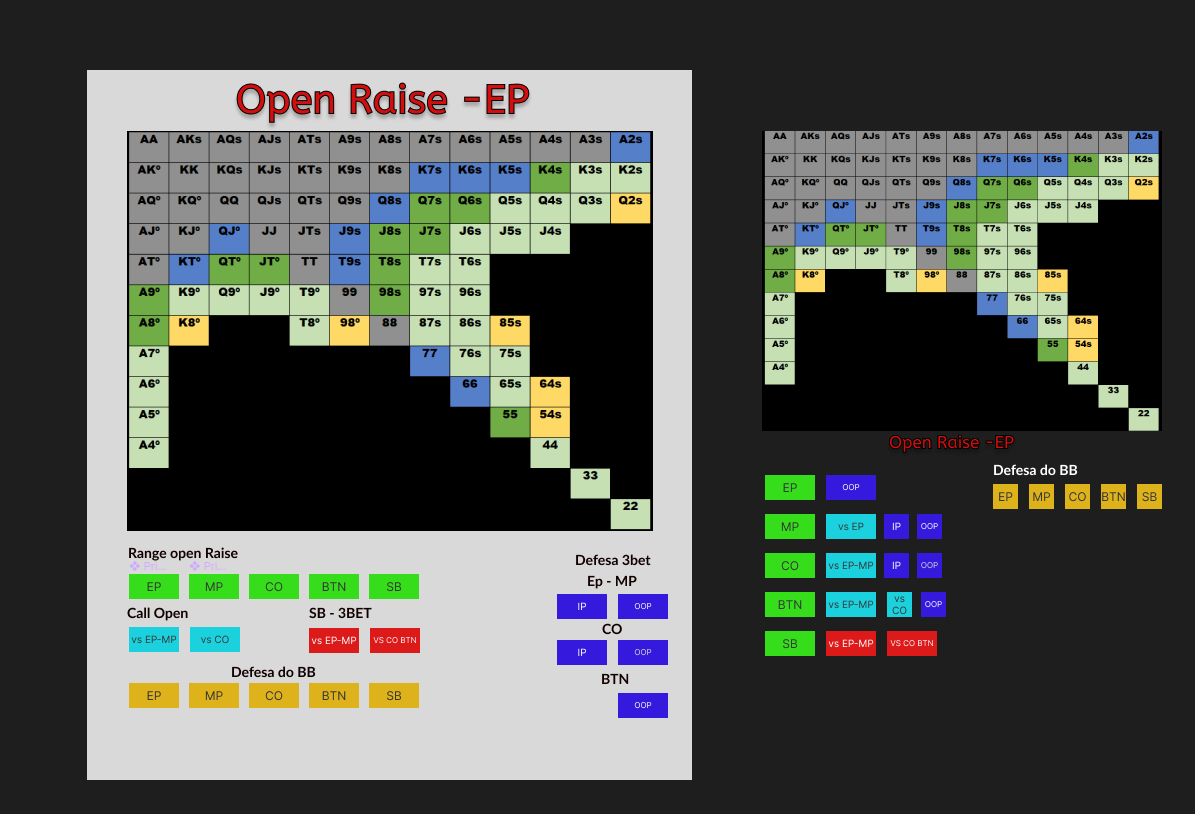 Open Raise -EP
AA AKs AQs AJs ATs A9s A8s A7s A6s A5s A4s A3s A2s
AKº KK KQs KJs KTs K9s K8s K7s K6s K5s K4s K3s K2s
AQº KQº QQ QJs QTs Q9s Q8s Q7s Q6s Q5s Q4s Q3s Q2s
AJº KJº QJº JJ JTs J9s J8s J7s J6s J5s J4s
ATº KTº QTº JTº TT T9s T8s T7s T6s
A9º K9º Q9º J9º T9º 99 98s 97s 96s
A8º K8º T8º 98º 88 87s 86s 85s
A7º 77 76s 75s
A6º 66 65s 64s
A5º 55 54s
A4º 44
33
22
Range open Raise
Pri...
Pri...
EP MP CO BTN SB
Call Open
SB - 3BET
vs EP-MP vs CO
vs EP-MP VS CO BTN
Defesa do BB
EP MP CO BTN SB
Defesa 3bet
Ep - MP
IP OOP
CO
IP OOP
BTN
OOP
AA AKs AQs AJs ATs A9s A8s A7s A6s A5s A4s A3s A2s
AKº KK KQs KJs KTs K9s K8s K7s K6s K5s K4s K3s K2s
AQº KQº QQ QJs QTs Q9s Q8s Q7s Q6s Q5s Q4s Q3s Q2s
AJº KJº QJº JJ JTs J9s J8s J7s J6s J5s J4s
ATº KTº QTº JTº TT T9s T8s T7s T6s
A9º K9º Q9º J9º T9º 99 98s 97s 96s
A8º K8º T8º 98º 88 87s 86s 85s
A7º 77 76s 75s
A6º 66 65s 64s
A5º 55 54s
A4º 44
33
22
Open Raise -EP
Defesa do BB
EP MP CO BTN SB
EP OOP
MP vs EP IP OOP
CO vs EP-MP IP OOP
BTN vs EP-MP vs CO OOP
SB vs EP-MP VS CO BTN